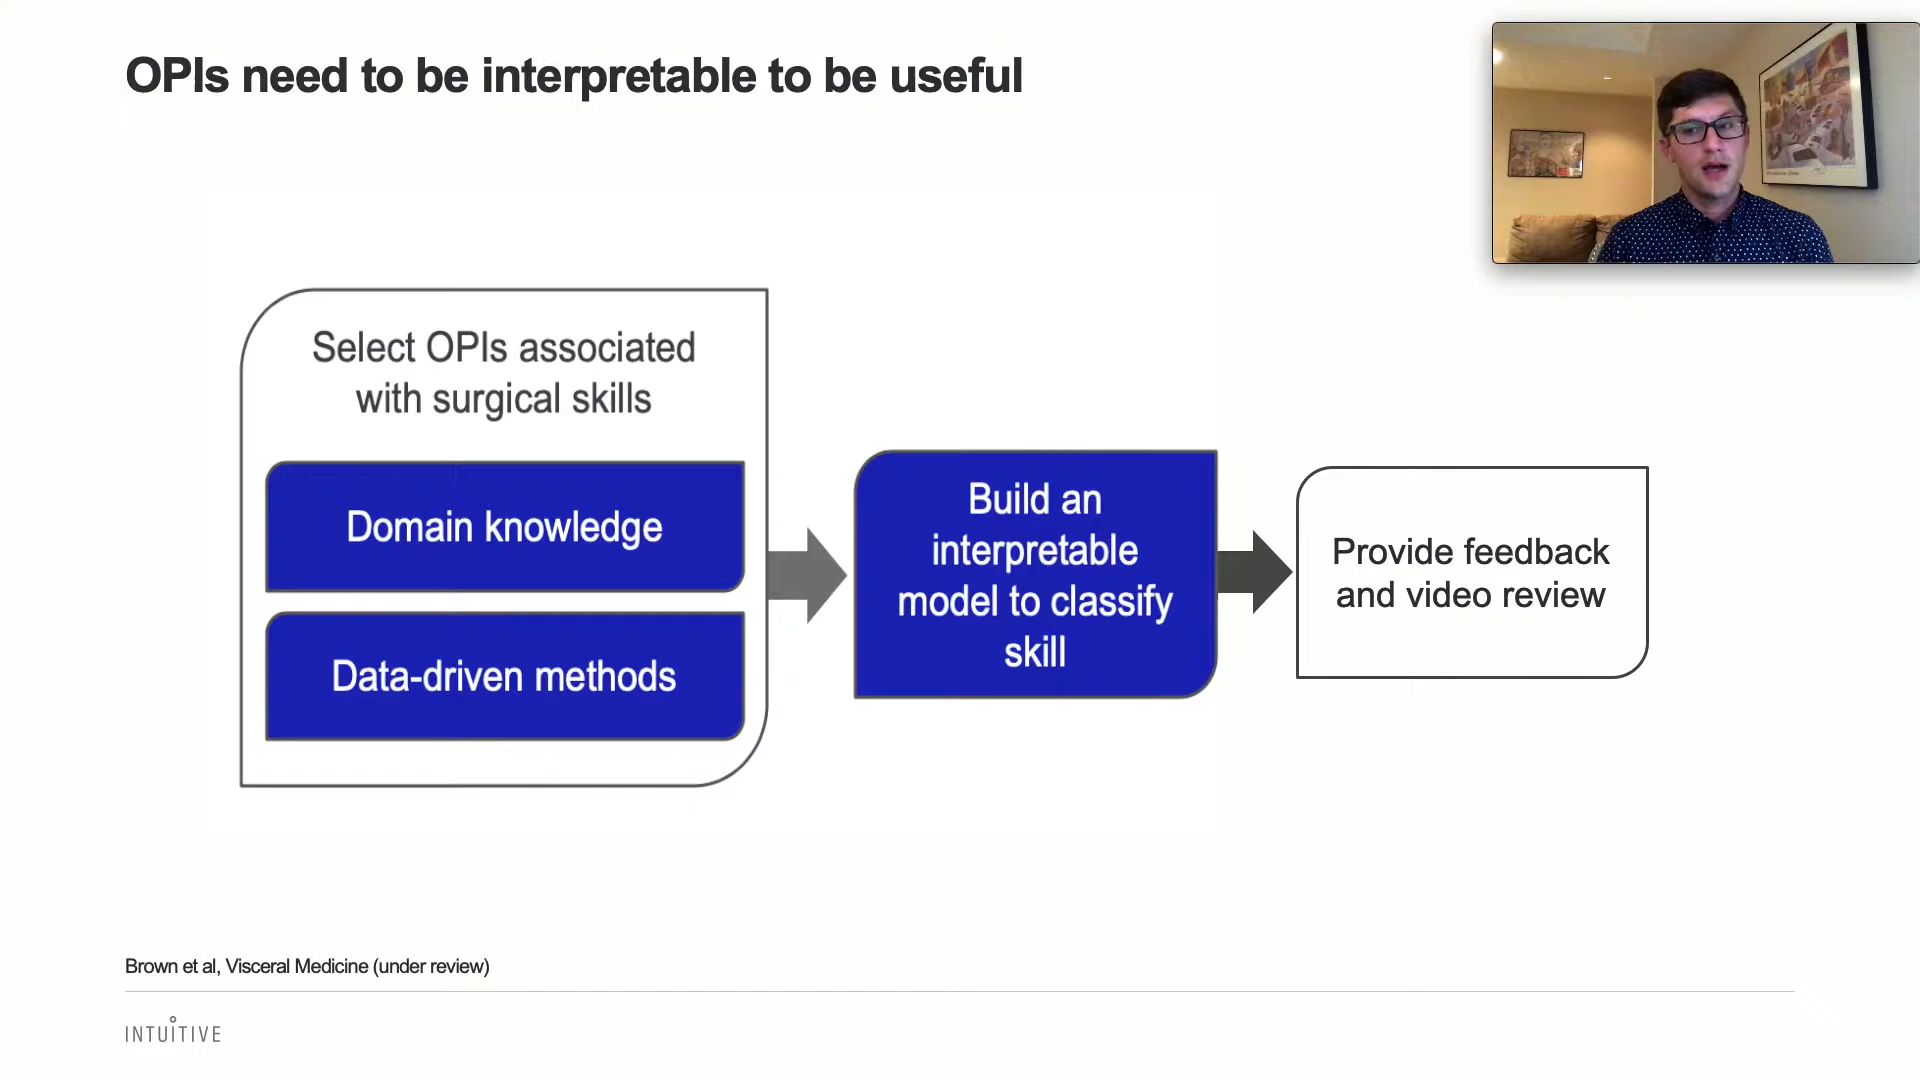 OPIs need to be interpretable to be useful
Select OPIs associated
with surgical skills
Domain knowledge
Data-driven methods
Build an
interpretable
model to classify
skill
Provide feedback
and video review
Brown et al, Visceral Medicine (under review)
INTUITIVE